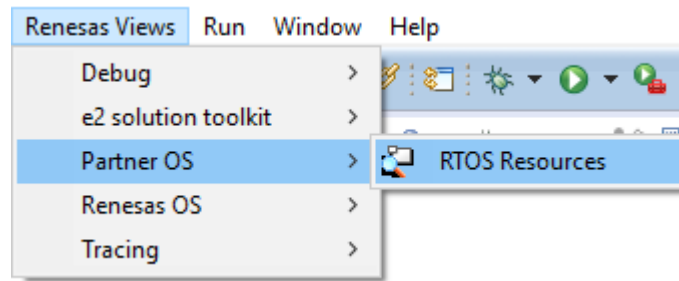 Renesas Views Run Window Help
Debug
e2 solution toolkit
Partner OS
RTOS Resources
Renesas OS
Tracing